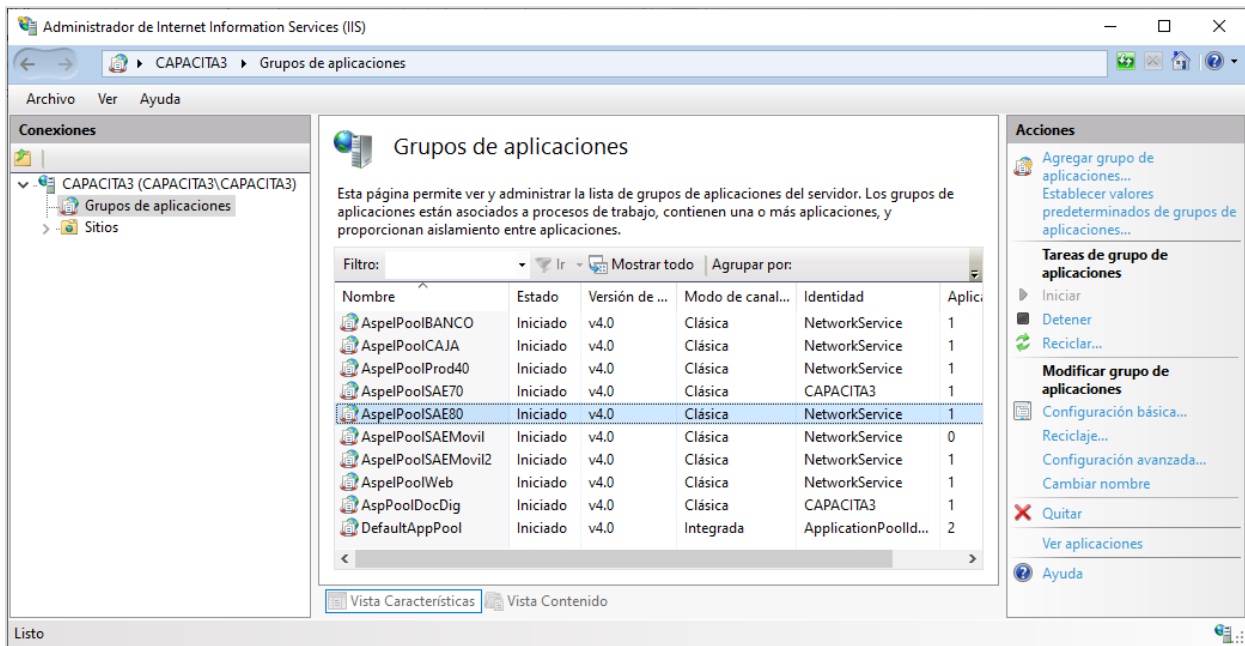 Administrador de Internet Information Services (IIS)
CAPACITA3 Grupos de aplicaciones
Archivo Ver Ayuda
Conexiones
CAPACITA3 (CAPACITA3\CAPACITA3)
Grupos de aplicaciones
Sitios
Grupos de aplicaciones
Esta página permite ver y administrar la lista de grupos de aplicaciones del servidor. Los grupos de
aplicaciones están asociados a procesos de trabajo, contienen una o más aplicaciones, y
proporcionan aislamiento entre aplicaciones.
Filtro: Ir Mostrar todo Agrupar por:
Nombre Estado Versión de ... Modo de canal... Identidad Aplica
AspelPoolBANCO Iniciado v4.0 Clásica NetworkService 1
AspelPoolCAJA Iniciado v4.0 Clásica NetworkService 1
AspelPoolProd40 Iniciado v4.0 Clásica NetworkService 1
AspelPoolSAE70 Iniciado v4.0 Clásica CAPACITA3 1
AspelPoolSAE80 Iniciado v4.0 Clásica NetworkService 1
AspelPoolSAEMovil Iniciado v4.0 Clásica NetworkService 0
AspelPoolSAEMovil2 Iniciado v4.0 Clásica NetworkService 1
AspelPoolWeb Iniciado v4.0 Clásica NetworkService 1
AspPoolDocDig Iniciado v4.0 Clásica CAPACITA3 1
DefaultAppPool Iniciado v4.0 Integrada ApplicationPoolId... 2
Vista Características Vista Contenido
Acciones
Agregar grupo de
aplicaciones...
Establecer valores
predeterminados de grupos de
aplicaciones...
Tareas de grupo de
aplicaciones
Iniciar
Detener
Reciclar...
Modificar grupo de
aplicaciones
Configuración básica...
Reciclaje...
Configuración avanzada...
Cambiar nombre
Quitar
Ver aplicaciones
Ayuda
Listo